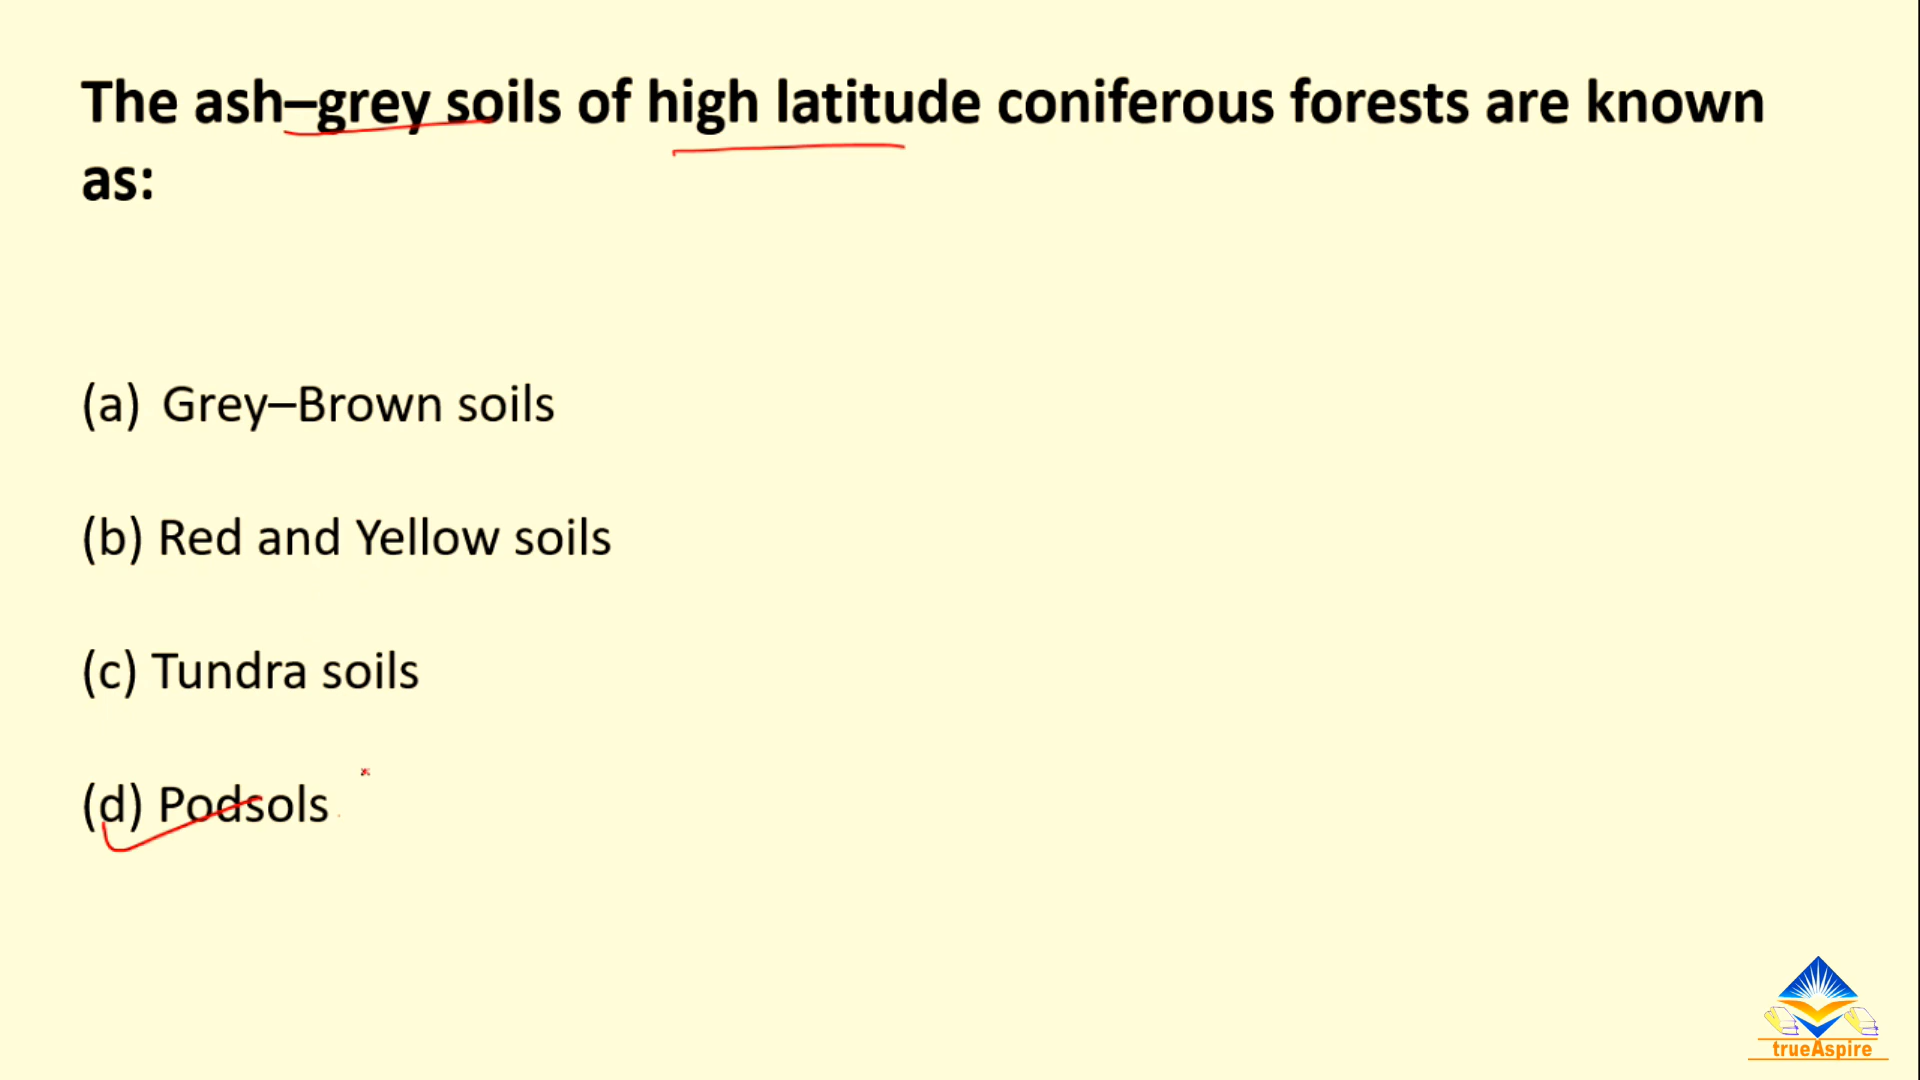 The ash–grey soils of high latitude coniferous forests are known
as:
(a) Grey–Brown soils
(b) Red and Yellow soils
(c) Tundra soils
(d) Podsols
trueAspire